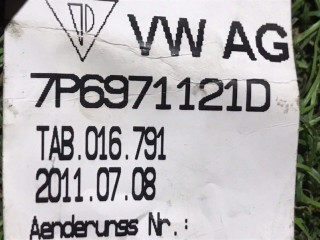 VW AG
7P6971121D
TAB.016.791
2011.07.08
Aenderungs Nr.: